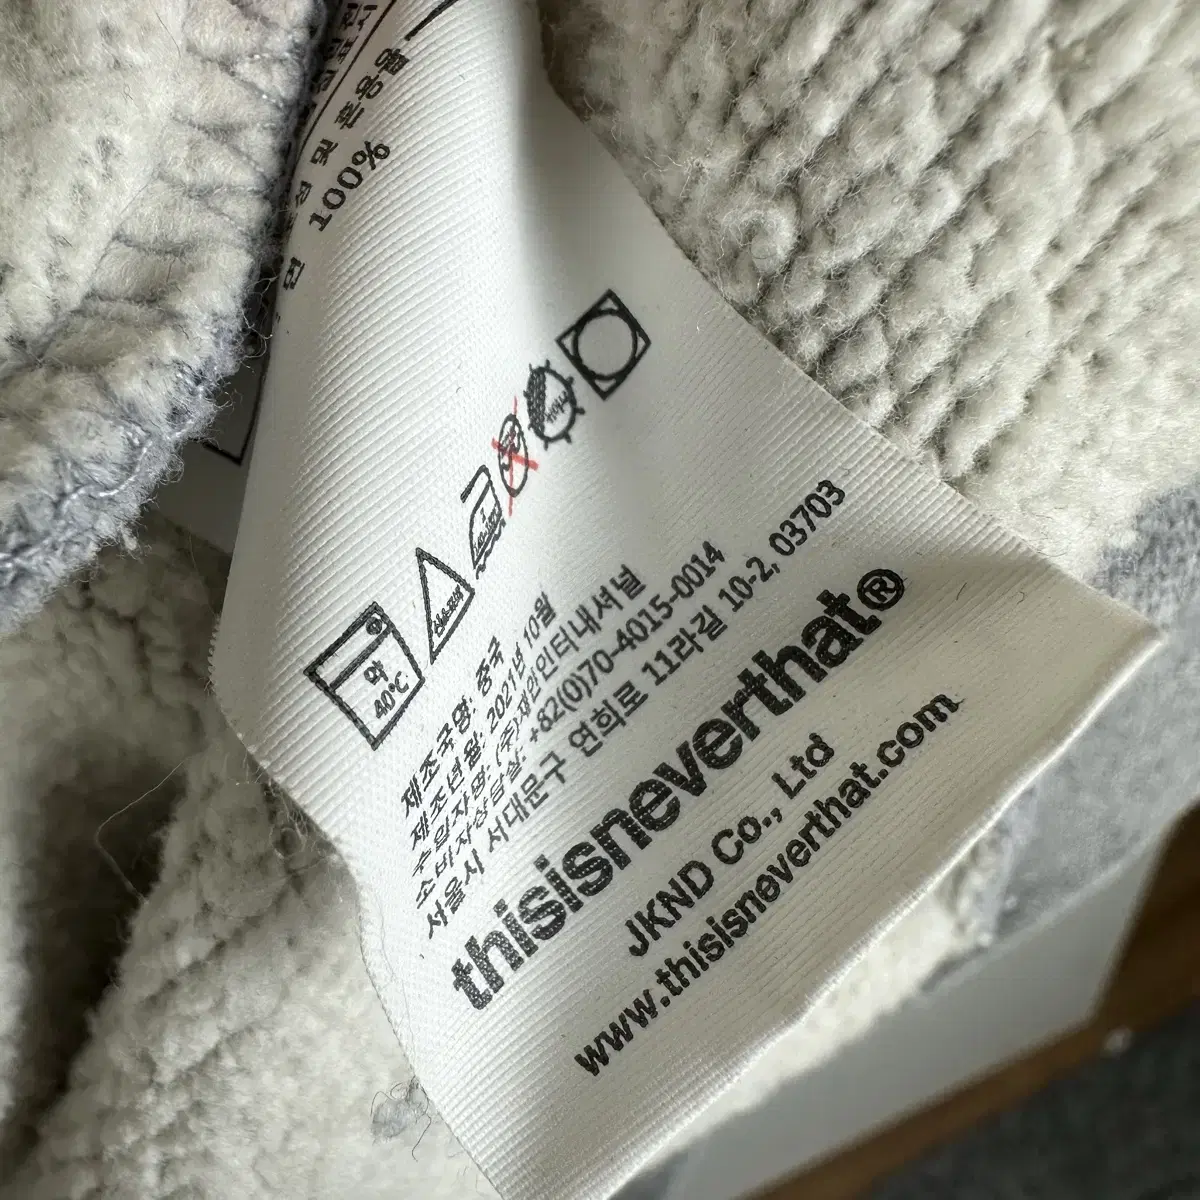 100%
약
40℃
제조국명: 중국
제조년월: 2021년 10월
수입자명: (주)제이인터내셔널
소비자상담실: +82(0)70-4015-0014
서울시 서대문구 연희로 11라길 10-2, 03703
thisisneverthat®
JKND Co., Ltd
www.thisisneverthat.com